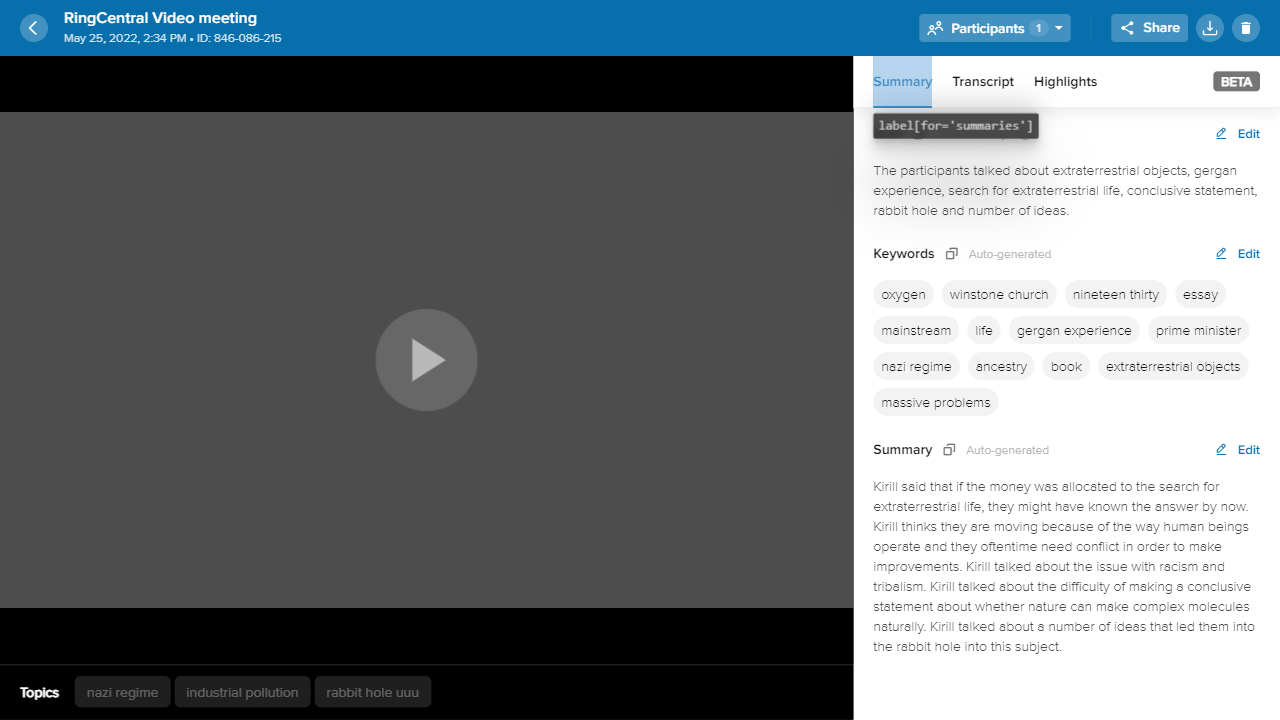 RingCentral Video meeting
May 25, 2022, 2:34 PM • ID: 846-086-215
Participants 1
Share
Summary Transcript Highlights BETA
label[for='summaries']
Edit
The participants talked about extraterrestrial objects, gergan
experience, search for extraterrestrial life, conclusive statement,
rabbit hole and number of ideas.
Keywords Auto-generated Edit
oxygen winstone church nineteen thirty essay
mainstream life gergan experience prime minister
nazi regime ancestry book extraterrestrial objects
massive problems
Summary Auto-generated Edit
Kirill said that if the money was allocated to the search for
extraterrestrial life, they might have known the answer by now.
Kirill thinks they are moving because of the way human beings
operate and they oftentime need conflict in order to make
improvements. Kirill talked about the issue with racism and
tribalism. Kirill talked about the difficulty of making a conclusive
statement about whether nature can make complex molecules
naturally. Kirill talked about a number of ideas that led them into
the rabbit hole into this subject.
Topics nazi regime industrial pollution rabbit hole uuu